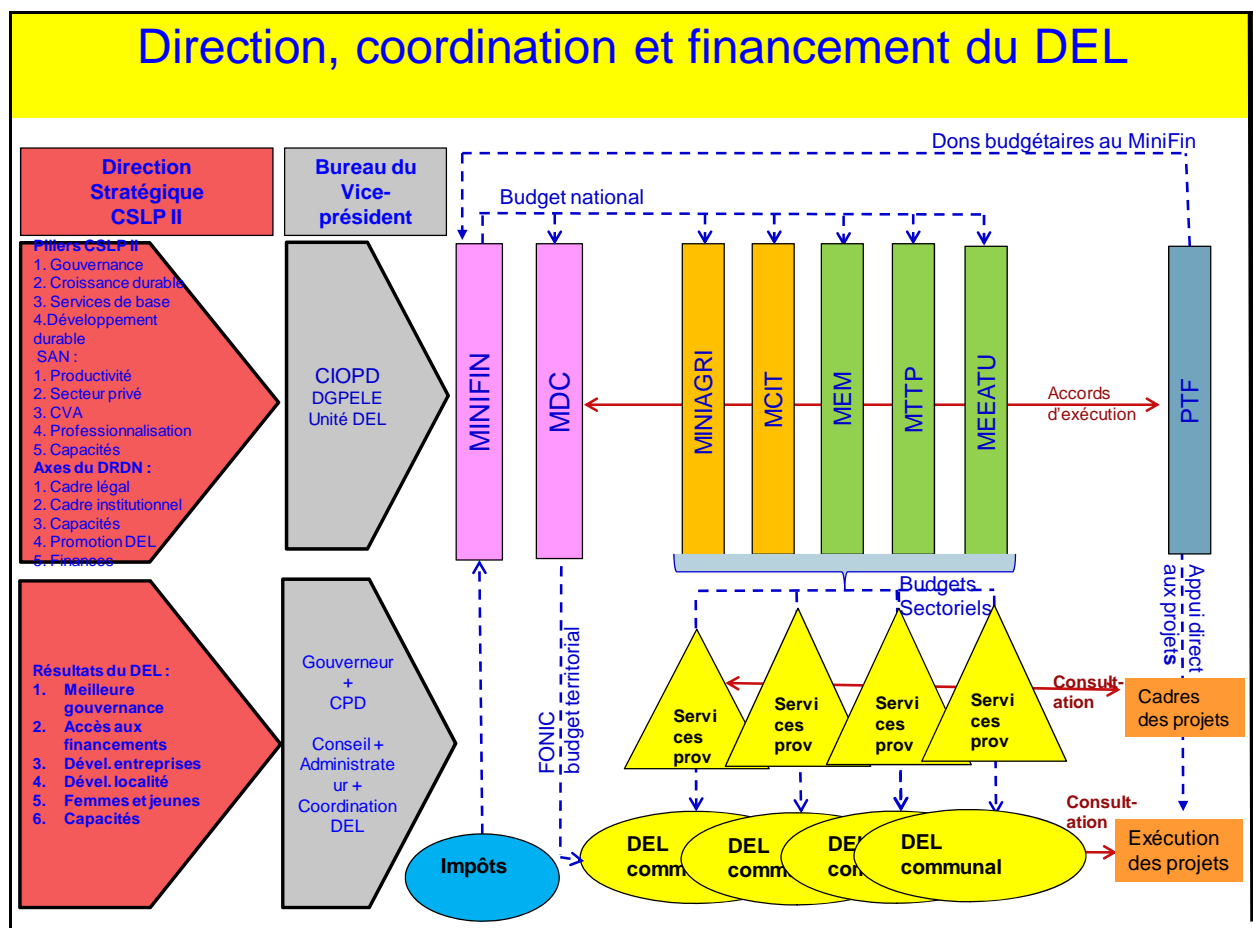 Direction, coordination et financement du DEL
Direction
Stratégique
CSLP II
Bureau du
Vice-
président
Dons budgétaires au MiniFin
Budget national
Piliers CSLP II
1. Gouvernance
2. Croissance durable
3. Services de base
4.Développement
durable
SAN :
1. Productivité
2. Secteur privé
3. CVA
4. Professionnalisation
5. Capacités
Axes du DRDN :
1. Cadre légal
2. Cadre institutionnel
3. Capacités
4. Promotion DEL
5. Finances
CIOPD
DGPELE
Unité DEL
MINIFIN
MDC
MINIAGRI
MCIT
MEM
MTTP
MEEATU
Accords
d'exécution
PTF
Résultats du DEL :
1. Meilleure
gouvernance
2. Accès aux
financements
3. Dével. entreprises
4. Dével. localité
5. Femmes et jeunes
6. Capacités
Gouverneur
+
CPD
Conseil +
Administrate
ur +
Coordination
DEL
Impôts
FONIC
budget territorial
Budgets
Sectoriels
Appui direct
aux projets
Servi
ces
prov
Servi
ces
prov
Servi
ces
prov
Servi
ces
prov
Consult-
ation
Cadres
des projets
DEL
comm
DEL
comm
DE
com
DEL
communal
Consult-
ation
Exécution
des projets